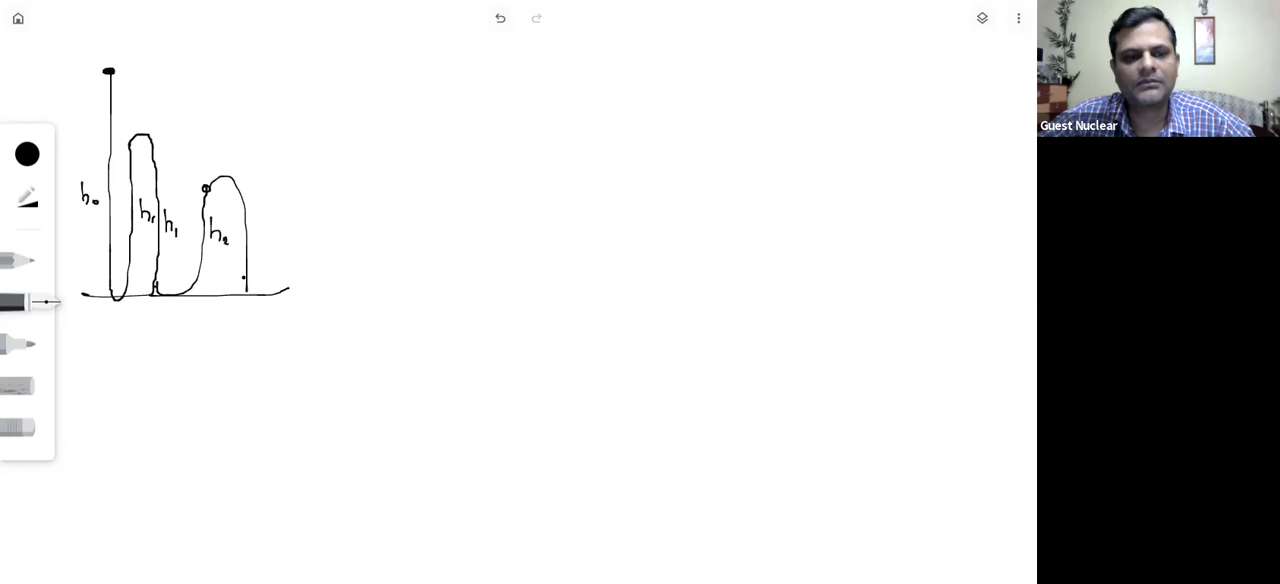 Guest Nuclear
h₀
h₁
h₁
h₂